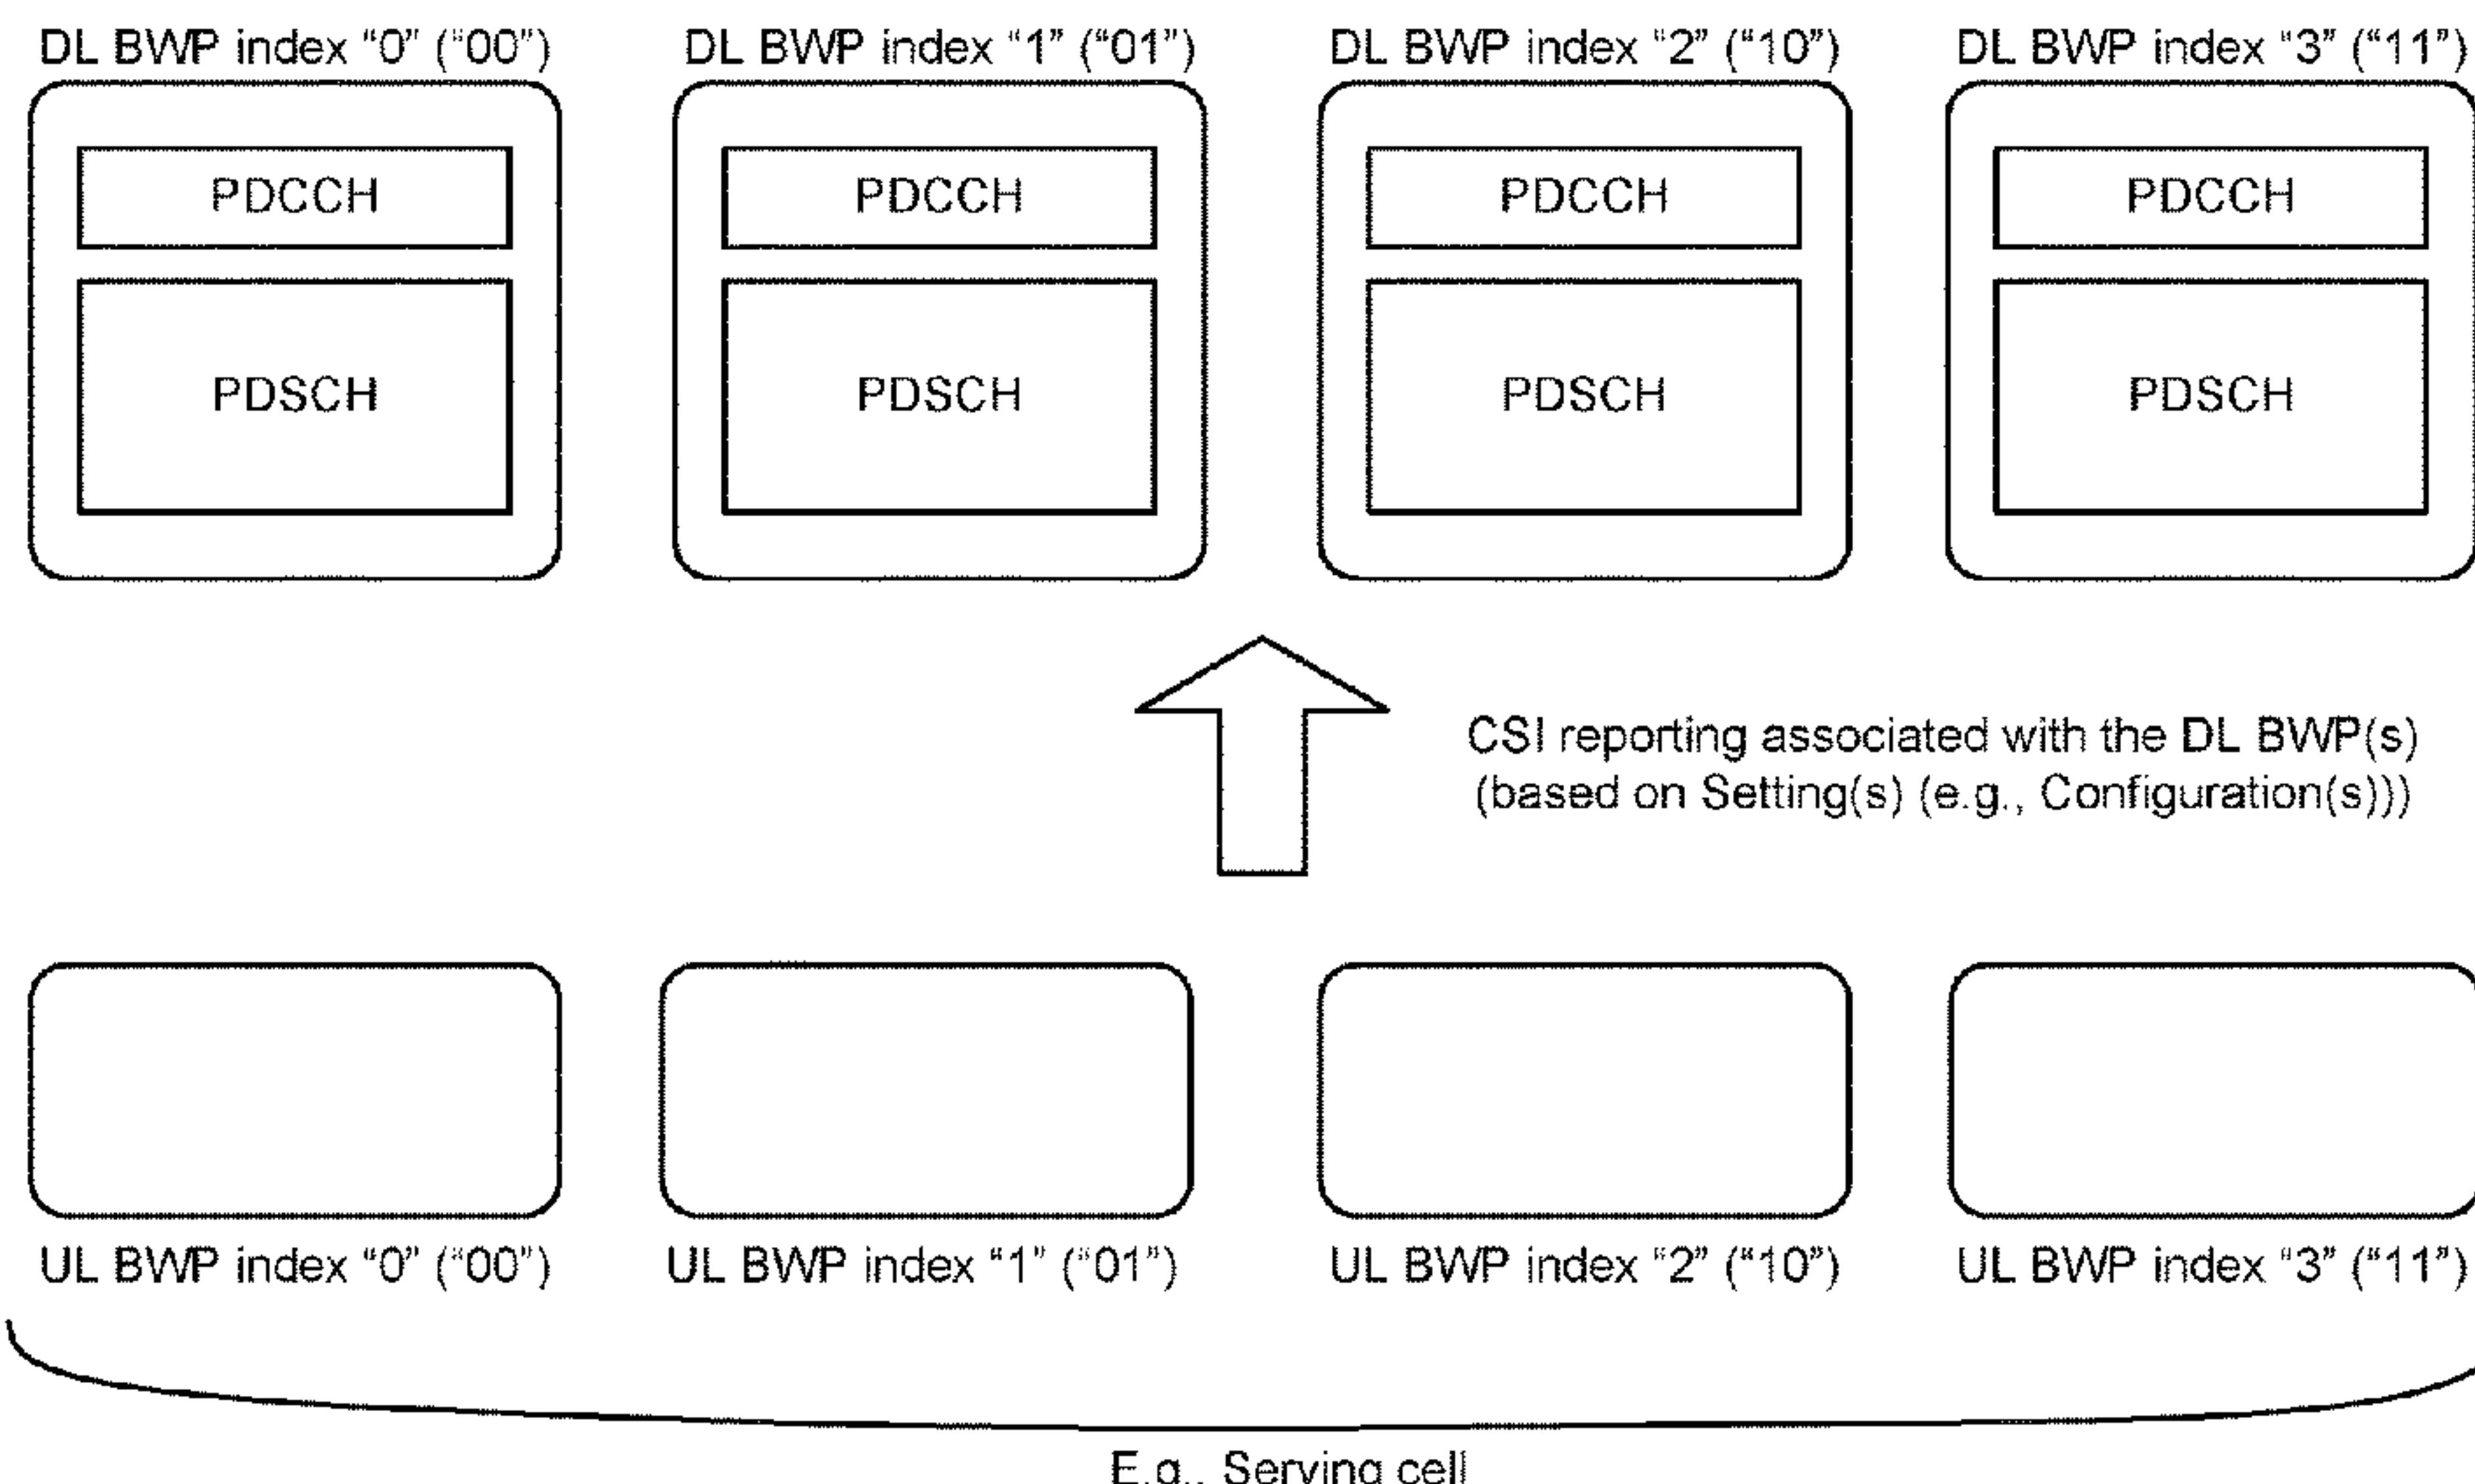 DL BWP index “0” (“00”)
DL BWP index “1” (“01”)
DL BWP index “2” (“10”)
DL BWP index “3” (“11”)
PDCCH
PDCCH
PDCCH
PDCCH
PDSCH
PDSCH
PDSCH
PDSCH
CSI reporting associated with the DL BWP(s)
(based on Setting(s) (e.g., Configuration(s)))
UL BWP index “0” (“00”)
UL BWP index “1” (“01”)
UL BWP index “2” (“10”)
UL BWP index “3” (“11”)
E.g., Serving cell